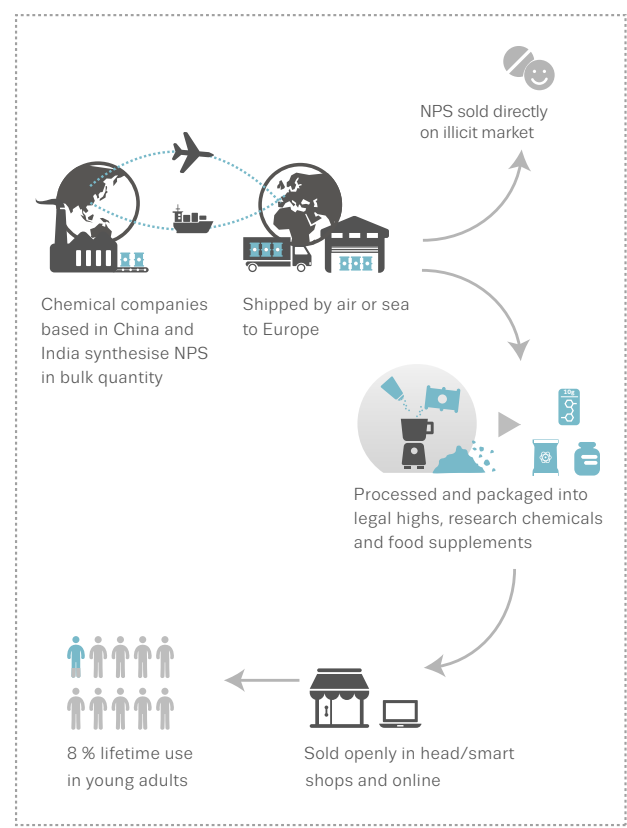 NPS sold directly
on illicit market
Chemical companies
based in China and
India synthesise NPS
in bulk quantity
Shipped by air or sea
to Europe
10g
Processed and packaged into
legal highs, research chemicals
and food supplements
8 % lifetime use
in young adults
Sold openly in head/smart
shops and online